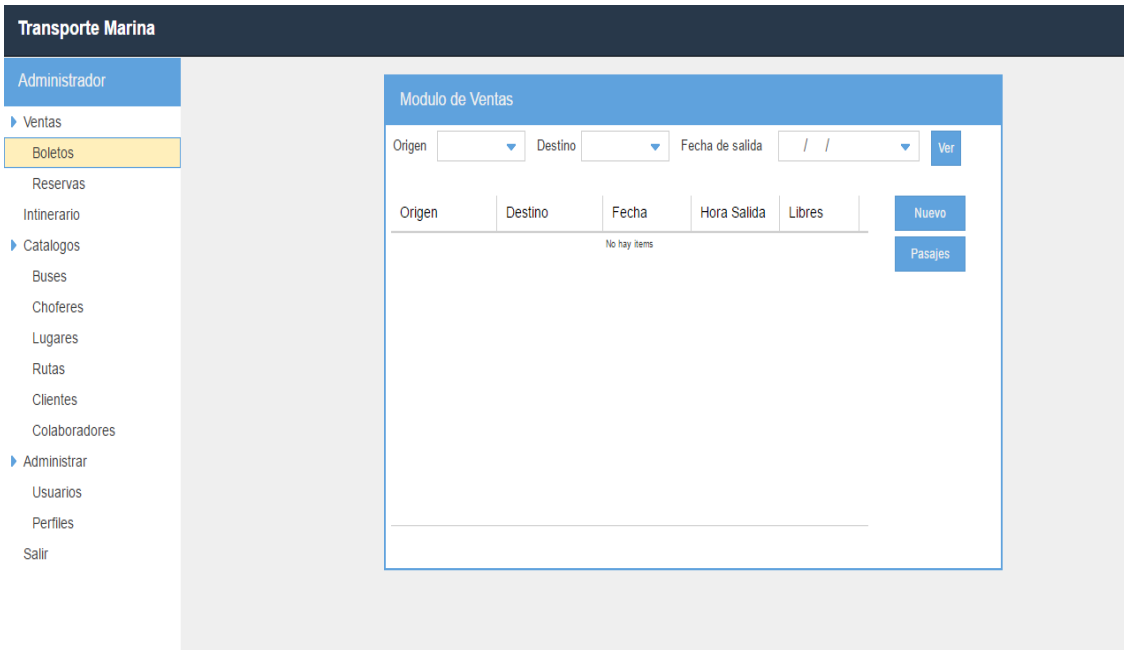 Transporte Marina
Administrador
Ventas
Boletos
Reservas
Intinerario
Catalogos
Buses
Choferes
Lugares
Rutas
Clientes
Colaboradores
Administrar
Usuarios
Perfiles
Salir
Modulo de Ventas
Origen Destino Fecha de salida / / Ver
Origen Destino Fecha Hora Salida Libres
No hay items
Nuevo
Pasajes